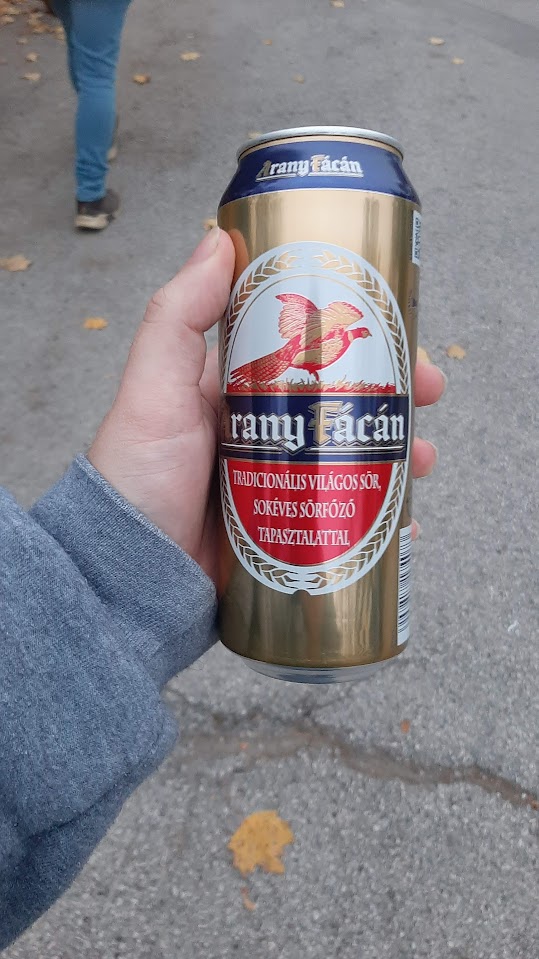 Arany Fácán
Arany Fácán
TRADICIONÁLIS VILÁGOS SÖR,
SOKÉVES SÖRFŐZŐ
TAPASZTALATTAL